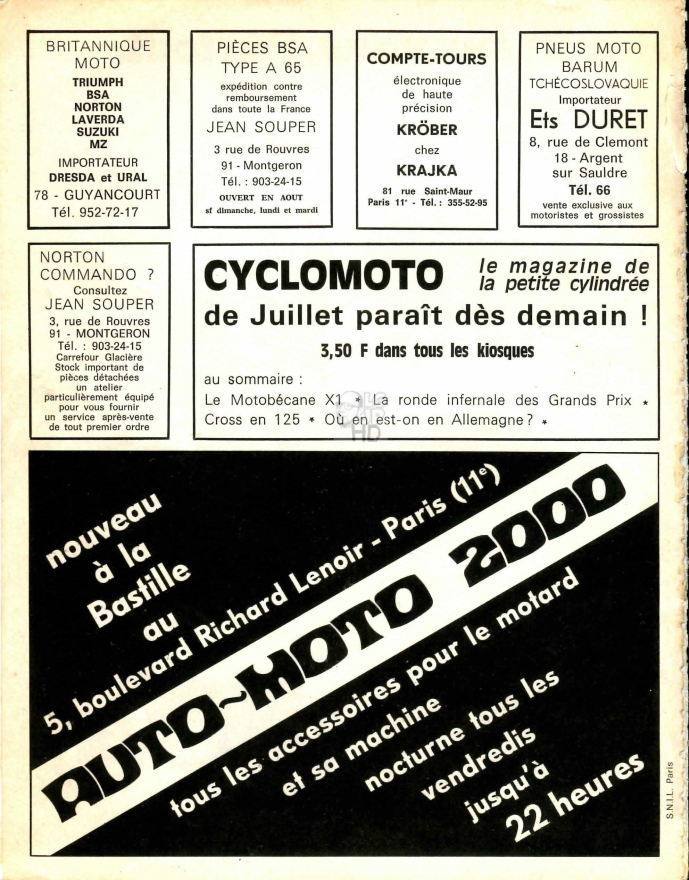 BRITANNIQUE
MOTO
TRIUMPH
BSA
NORTON
LAVERDA
SUZUKI
MZ
IMPORTATEUR
DRESDA et URAL
78 - GUYANCOURT
Tél. 952-72-17
PIÈCES BSA
TYPE A 65
expédition contre
remboursement
dans toute la France
JEAN SOUPER
3 rue de Rouvres
91 - Montgeron
Tél. : 903-24-15
OUVERT EN AOUT
sf dimanche, lundi et mardi
COMPTE-TOURS
électronique
de haute
précision
KRÖBER
chez
KRAJKA
81 rue Saint-Maur
Paris 11e - Tél. : 355-52-95
PNEUS MOTO
BARUM
TCHÉCOSLOVAQUIE
Importateur
Ets DURET
8, rue de Clemont
18 - Argent
sur Sauldre
Tél. 66
vente exclusive aux
motoristes et grossistes
NORTON
COMMANDO ?
Consultez
JEAN SOUPER
3, rue de Rouvres
91 - MONTGERON
Tél. : 903-24-15
Carrefour Glacière
Stock important de
pièces détachées
un atelier
particulièrement équipé
pour vous fournir
un service après-vente
de tout premier ordre
CYCLOMOTO le magazine de
la petite cylindrée
de Juillet paraît dès demain !
3,50 F dans tous les kiosques
au sommaire :
Le Motobécane X1 * La ronde infernale des Grands Prix *
Cross en 125 * Où en est-on en Allemagne ? *
nouveau
à la
Bastille
au
5, boulevard Richard Lenoir - Paris (11e)
AUTO~MOTO 2000
tous les accessoires pour le motard
et sa machine
nocturne tous les
vendredis
jusqu'à
22 heures
S.N.I.L. Paris